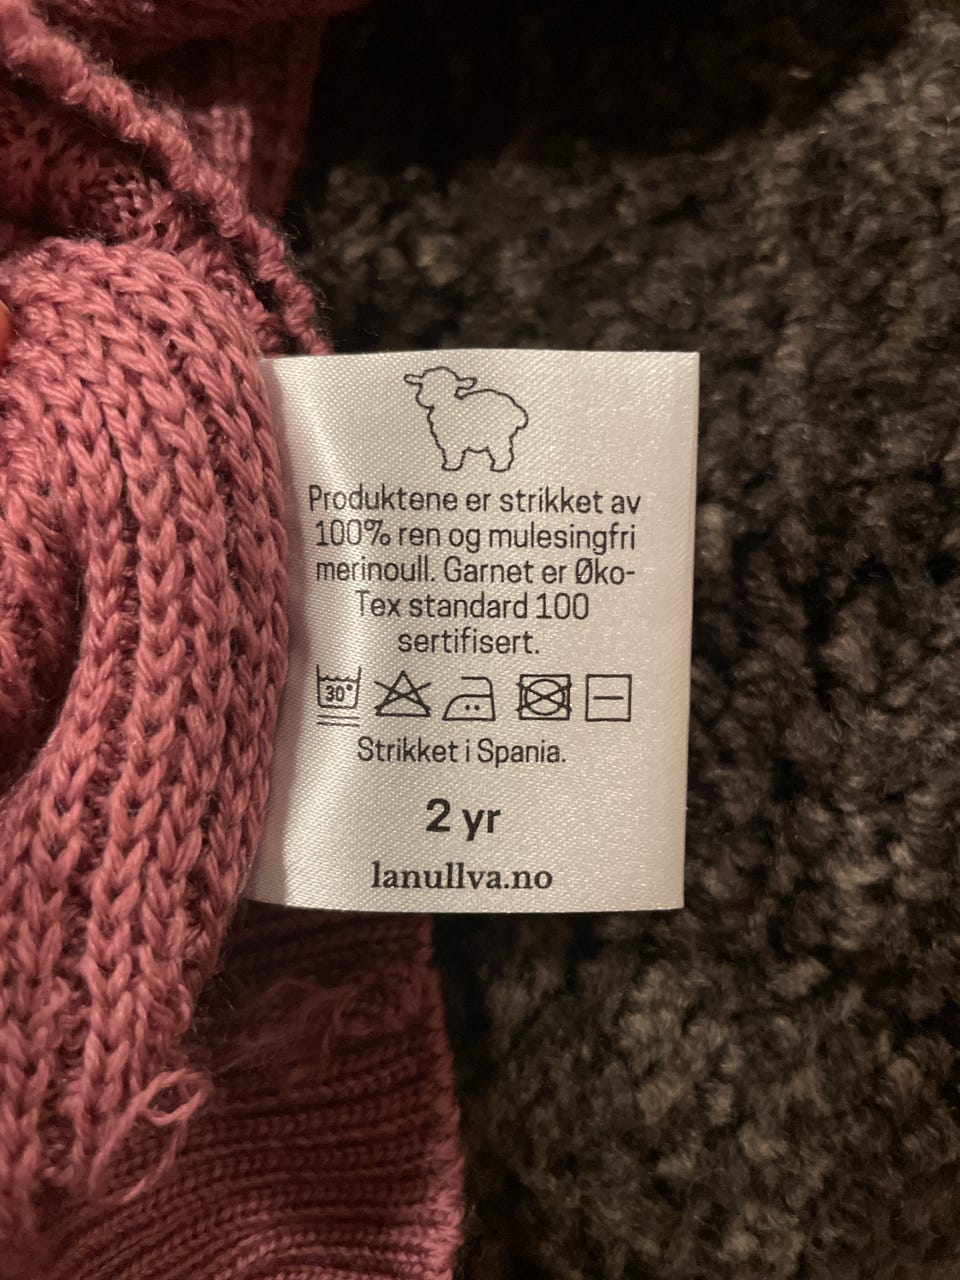 Produktene er strikket av
100% ren og mulesingfri
merinoull. Garnet er Øko-
Tex standard 100
sertifisert.
30°
Strikket i Spania.
2 yr
lanullva.no